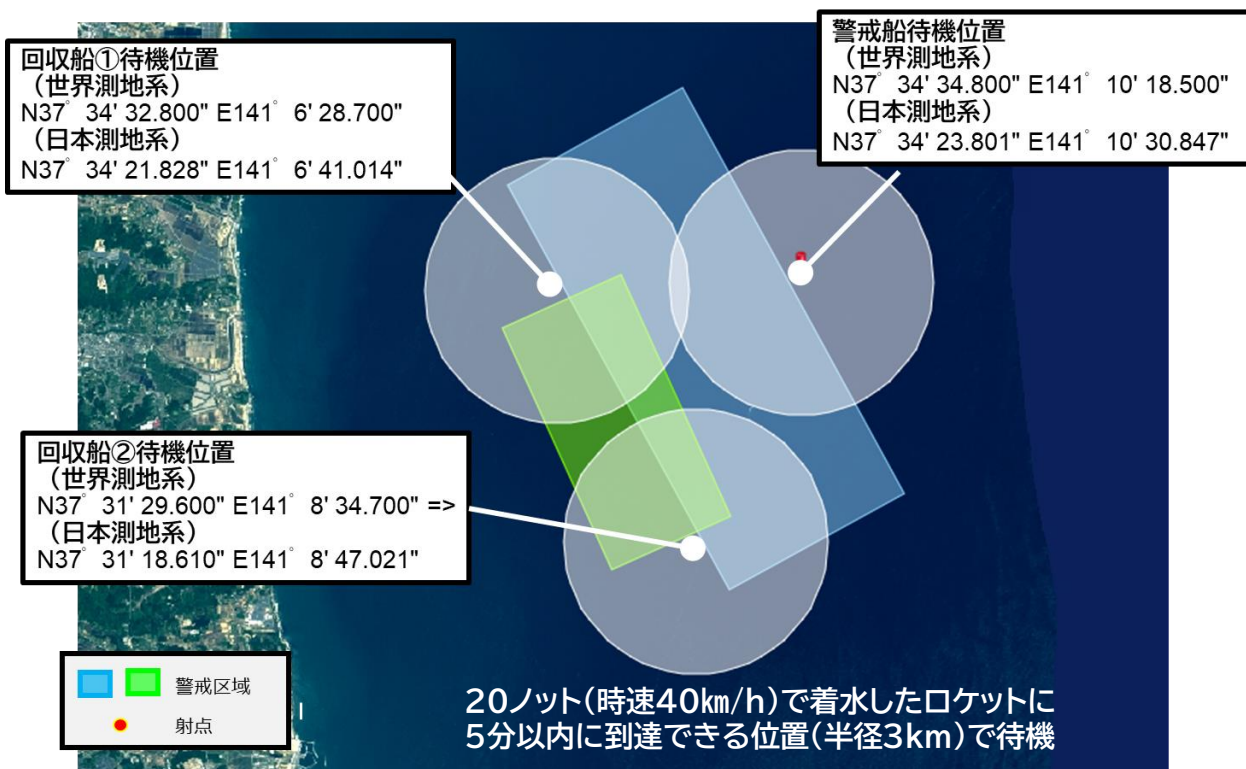 回収船①待機位置
（世界測地系）
N37° 34' 32.800" E141° 6' 28.700"
（日本測地系）
N37° 34' 21.828" E141° 6' 41.014"
警戒船待機位置
（世界測地系）
N37° 34' 34.800" E141° 10' 18.500"
（日本測地系）
N37° 34' 23.801" E141° 10' 30.847"
回収船②待機位置
（世界測地系）
N37° 31' 29.600" E141° 8' 34.700" =>
（日本測地系）
N37° 31' 18.610" E141° 8' 47.021"
警戒区域
射点
20ノット(時速40㎞/h)で着水したロケットに
5分以内に到達できる位置(半径3km)で待機